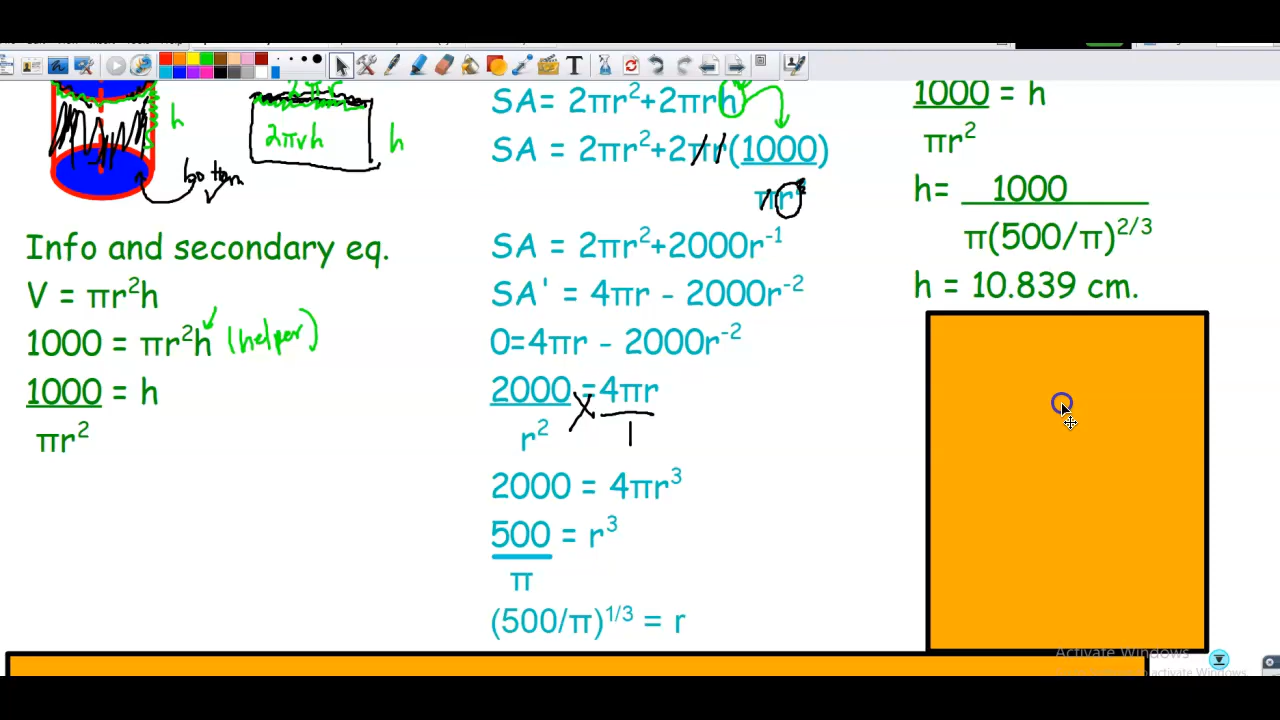 2πr
h
2πrh
h
bottom
Info and secondary eq.
V = πr²h
1000 = πr²h (helper)
1000 = h
πr²
SA= 2πr²+2πrh
SA = 2πr²+2πr(1000)
πr²
SA = 2πr²+2000r⁻¹
SA' = 4πr - 2000r⁻²
0=4πr - 2000r⁻²
2000 =4πr
r² 1
2000 = 4πr³
500 = r³
π
(500/π)^1/3 = r
1000 = h
πr²
h= 1000
π(500/π)^2/3
h = 10.839 cm.
Activate Windows